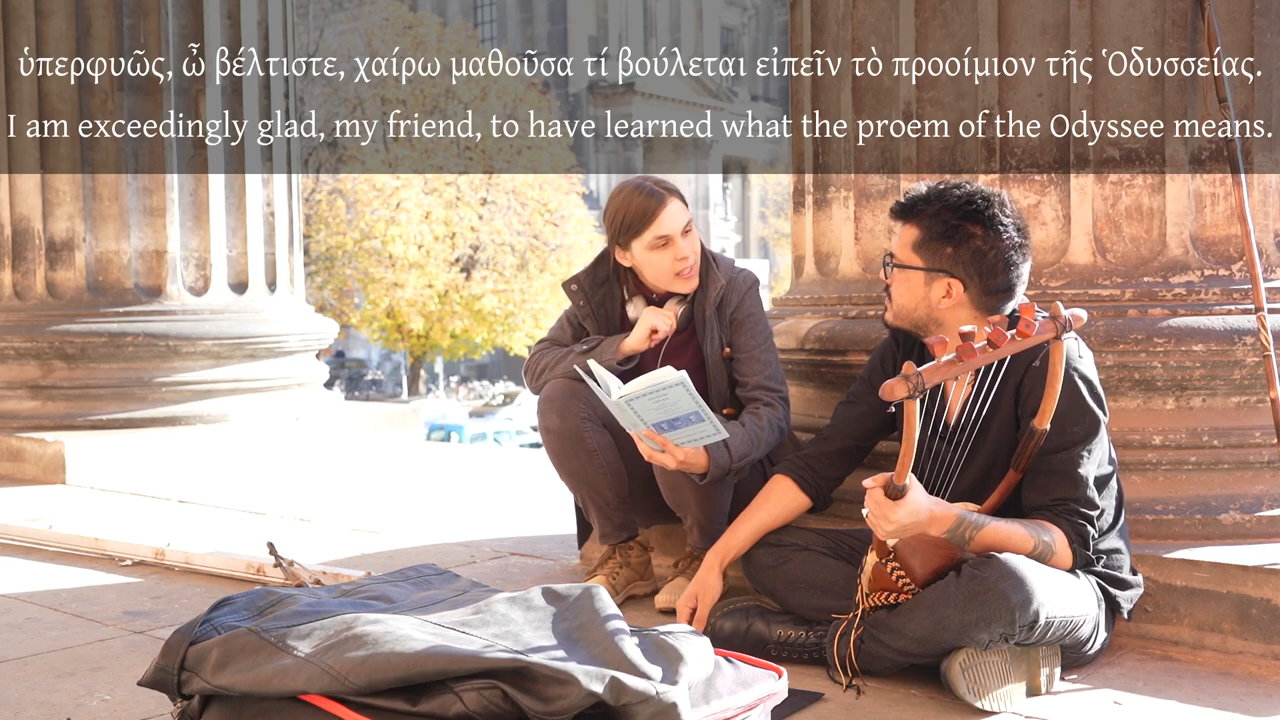 ὑπερφυῶς, ὦ βέλτιστε, χαίρω μαθοῦσα τί βούλεται εἰπεῖν τὸ προοίμιον τῆς Ὁδυσσείας.
I am exceedingly glad, my friend, to have learned what the proem of the Odyssee means.